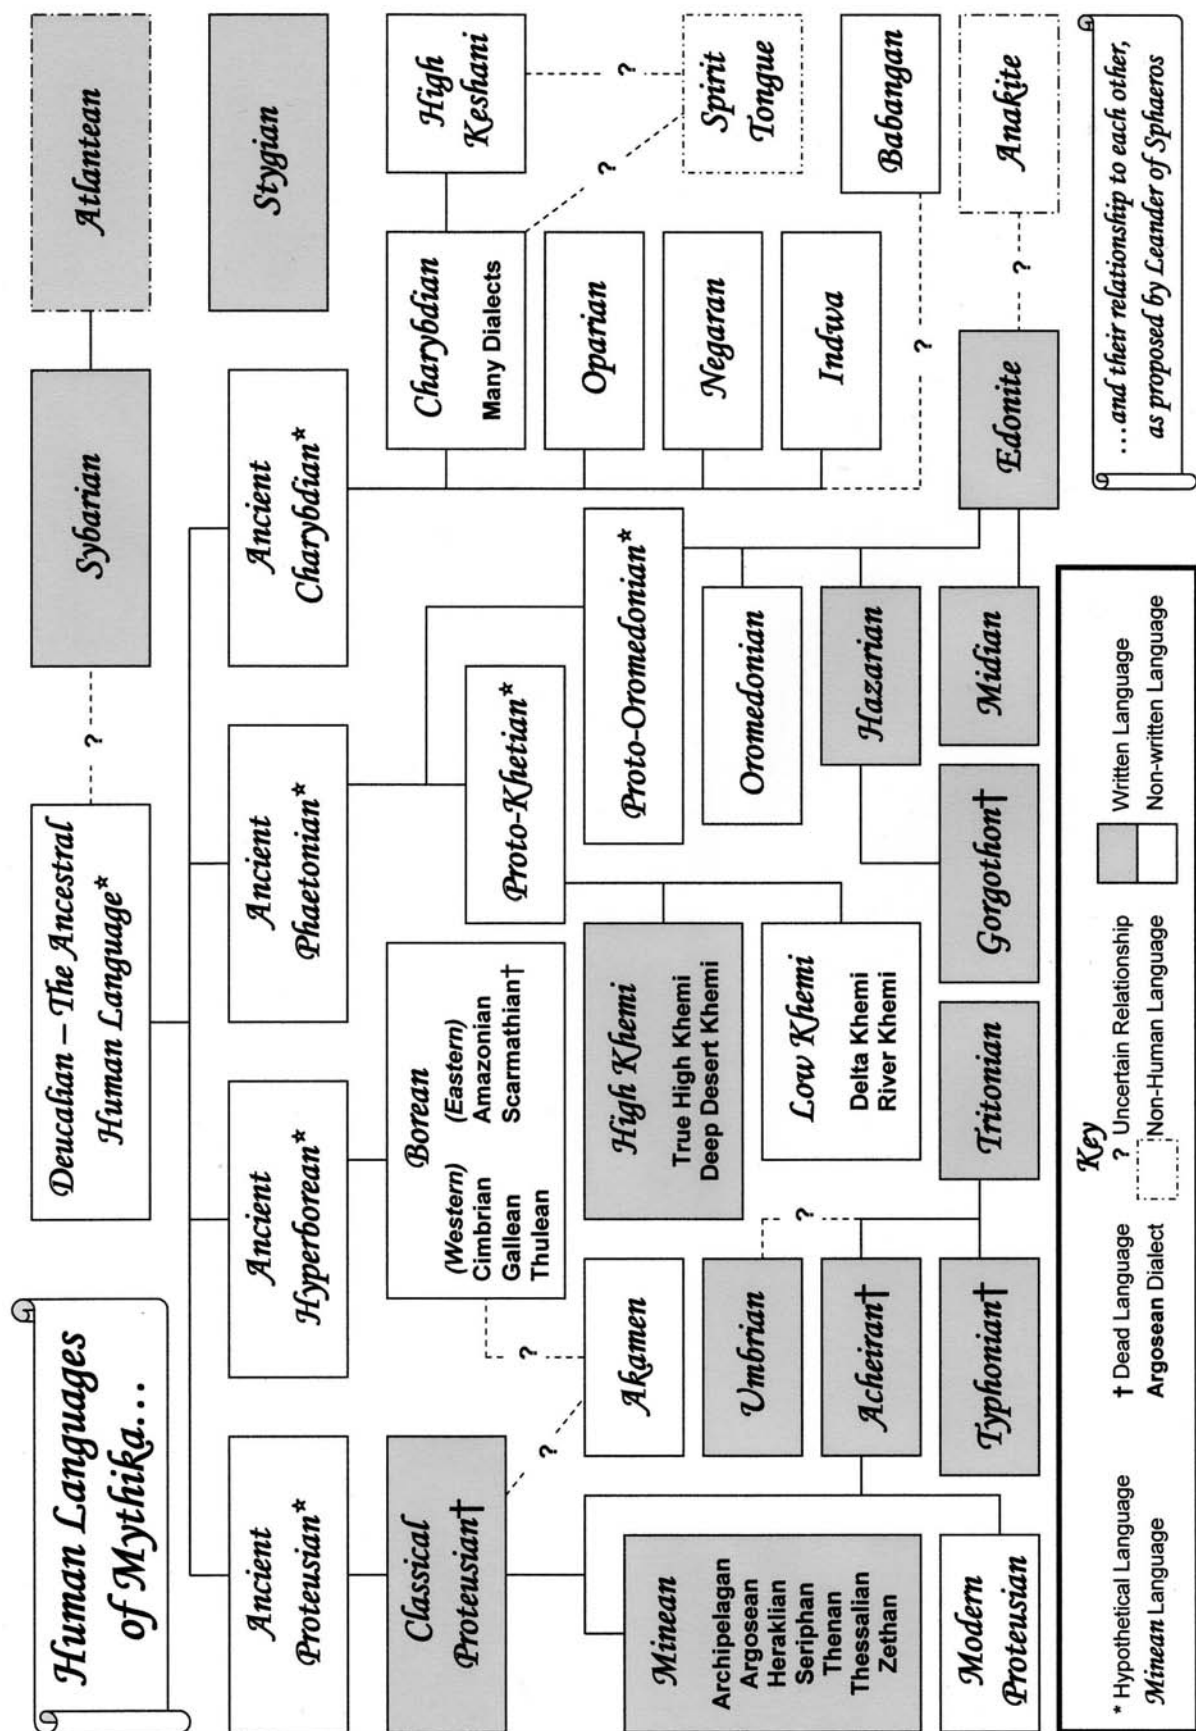 Human Languages
of Mythika...
Deucalian – The Ancestral
Human Language*
?
Sybarian
Atlantean
Stygian
Ancient
Proteusian*
Ancient
Hyperborean*
Ancient
Phaetonian*
Ancient
Charybdian*
Classical
Proteusian†
Borean
(Western)
Cimbrian
Gallean
Thulean
(Eastern)
Amazonian
Scarmathian†
Proto-Khetian*
Charybdian
Many Dialects
High
Keshani
?
?
?
?
Akamen
High Khemi
True High Khemi
Deep Desert Khemi
Proto-Oromedonian*
Oparian
Spirit
Tongue
Minean
Archipelagan
Argosean
Heraklian
Seriphan
Thenan
Thessalian
Zethan
Umbrian
?
Low Khemi
Delta Khemi
River Khemi
Oromedonian
Negaran
Acheiran†
Hazarian
Indwa
Babangan
?
Modern
Proteusian
Typhonian†
Tritonian
Gorgothon†
Midian
Edonite
?
Anakite
Key
* Hypothetical Language
Minean Language
† Dead Language
Argosean Dialect
? Uncertain Relationship
Non-Human Language
Written Language
Non-written Language
...and their relationship to each other,
as proposed by Leander of Sphaeros